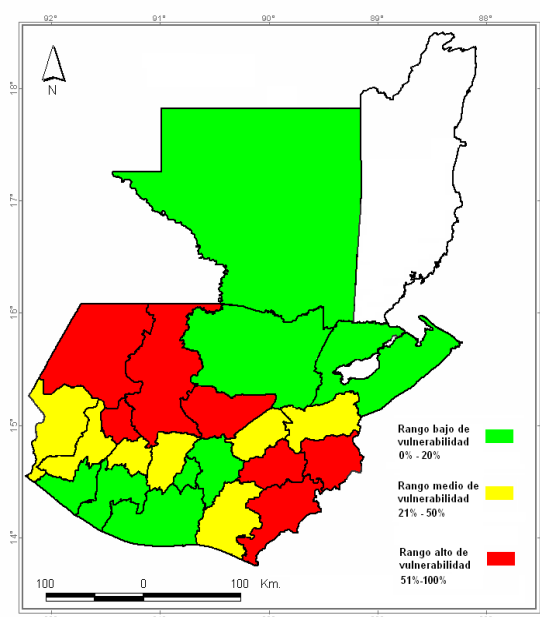 92° 91° 90° 89° 88°
N
18°
17°
16°
15°
14°
Rango bajo de
vulnerabilidad
0% - 20%
Rango medio de
vulnerabilidad
21% - 50%
Rango alto de
vulnerabilidad
51%-100%
100 0 100 Km.